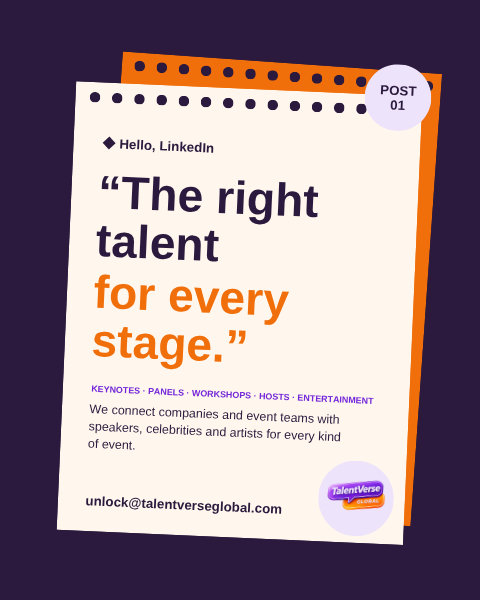 POST
01
◆ Hello, LinkedIn
“The right
talent
for every
stage.”
KEYNOTES · PANELS · WORKSHOPS · HOSTS · ENTERTAINMENT
We connect companies and event teams with
speakers, celebrities and artists for every kind
of event.
unlock@talentverseglobal.com
TalentVerse
GLOBAL